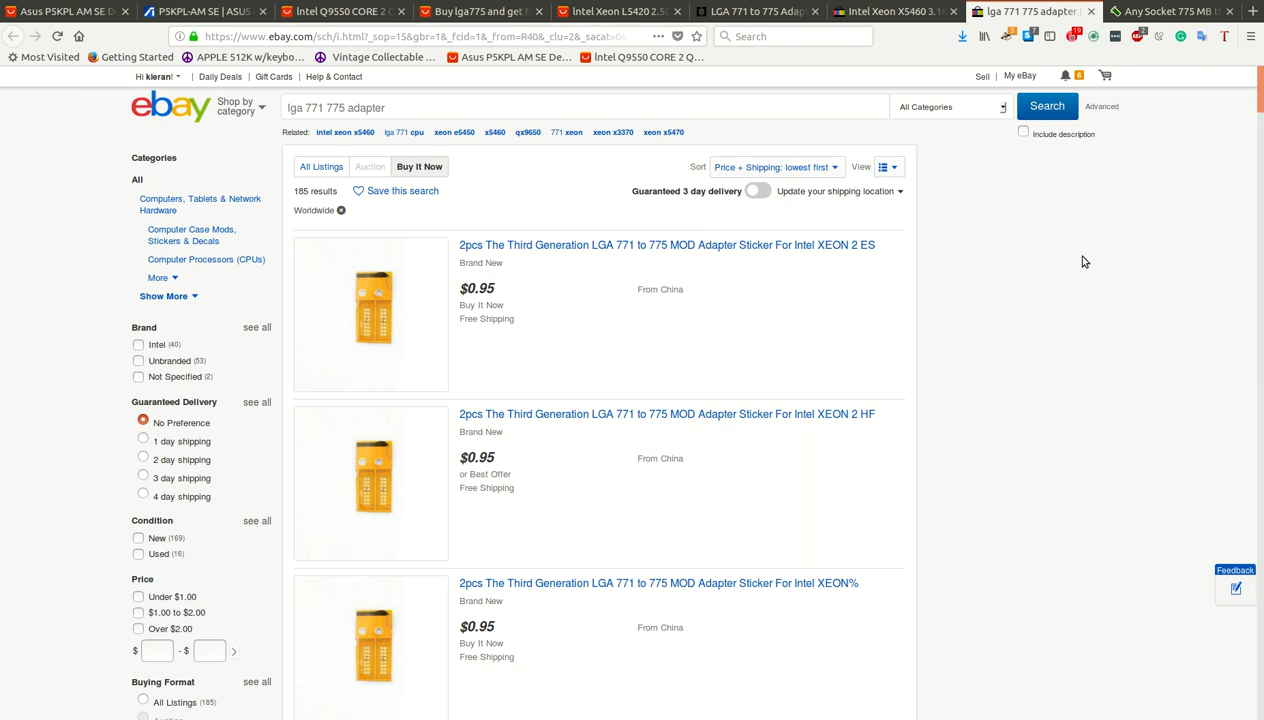 Asus P5KPL AM SE D
P5KPL-AM SE | ASUS
lntel Q9550 CORE 2 Q
Buy lga775 and get f
lntel Xeon L5420 2.5G
LGA 771 to 775 Adapt
Intel Xeon X5460 3.16
lga 771 775 adapter |
Any Socket 775 MB t
https://www.ebay.com/sch/i.html?_sop=15&gbr=1&_fcid=1&_from=R40&_clu=2&_sacat=0
Search
Most Visited
Getting Started
APPLE 512K w/keybo...
Vintage Collectable ...
Asus P5KPL AM SE De...
lntel Q9550 CORE 2 Q...
Hi kieran!
Daily Deals
Gift Cards
Help & Contact
Sell
My eBay
6
ebay
Shop by
category
lga 771 775 adapter
All Categories
Search
Advanced
Related:
intel xeon x5460
lga 771 cpu
xeon e5450
x5460
qx9650
771 xeon
xeon x3370
xeon x5470
Include description
Categories
All
Computers, Tablets & Network
Hardware
Computer Case Mods,
Stickers & Decals
Computer Processors (CPUs)
More
Show More
Brand
see all
Intel (40)
Unbranded (53)
Not Specified (2)
Guaranteed Delivery
see all
No Preference
1 day shipping
2 day shipping
3 day shipping
4 day shipping
Condition
see all
New (169)
Used (16)
Price
Under $1.00
$1.00 to $2.00
Over $2.00
$ - $
Buying Format
see all
All Listings (185)
All Listings
Auction
Buy It Now
Sort
Price + Shipping: lowest first
View
185 results
Save this search
Guaranteed 3 day delivery
Update your shipping location
Worldwide
2pcs The Third Generation LGA 771 to 775 MOD Adapter Sticker For Intel XEON 2 ES
Brand New
$0.95
From China
Buy It Now
Free Shipping
2pcs The Third Generation LGA 771 to 775 MOD Adapter Sticker For Intel XEON 2 HF
Brand New
$0.95
From China
or Best Offer
Free Shipping
2pcs The Third Generation LGA 771 to 775 MOD Adapter Sticker For Intel XEON%
Brand New
$0.95
From China
Buy It Now
Free Shipping
Feedback